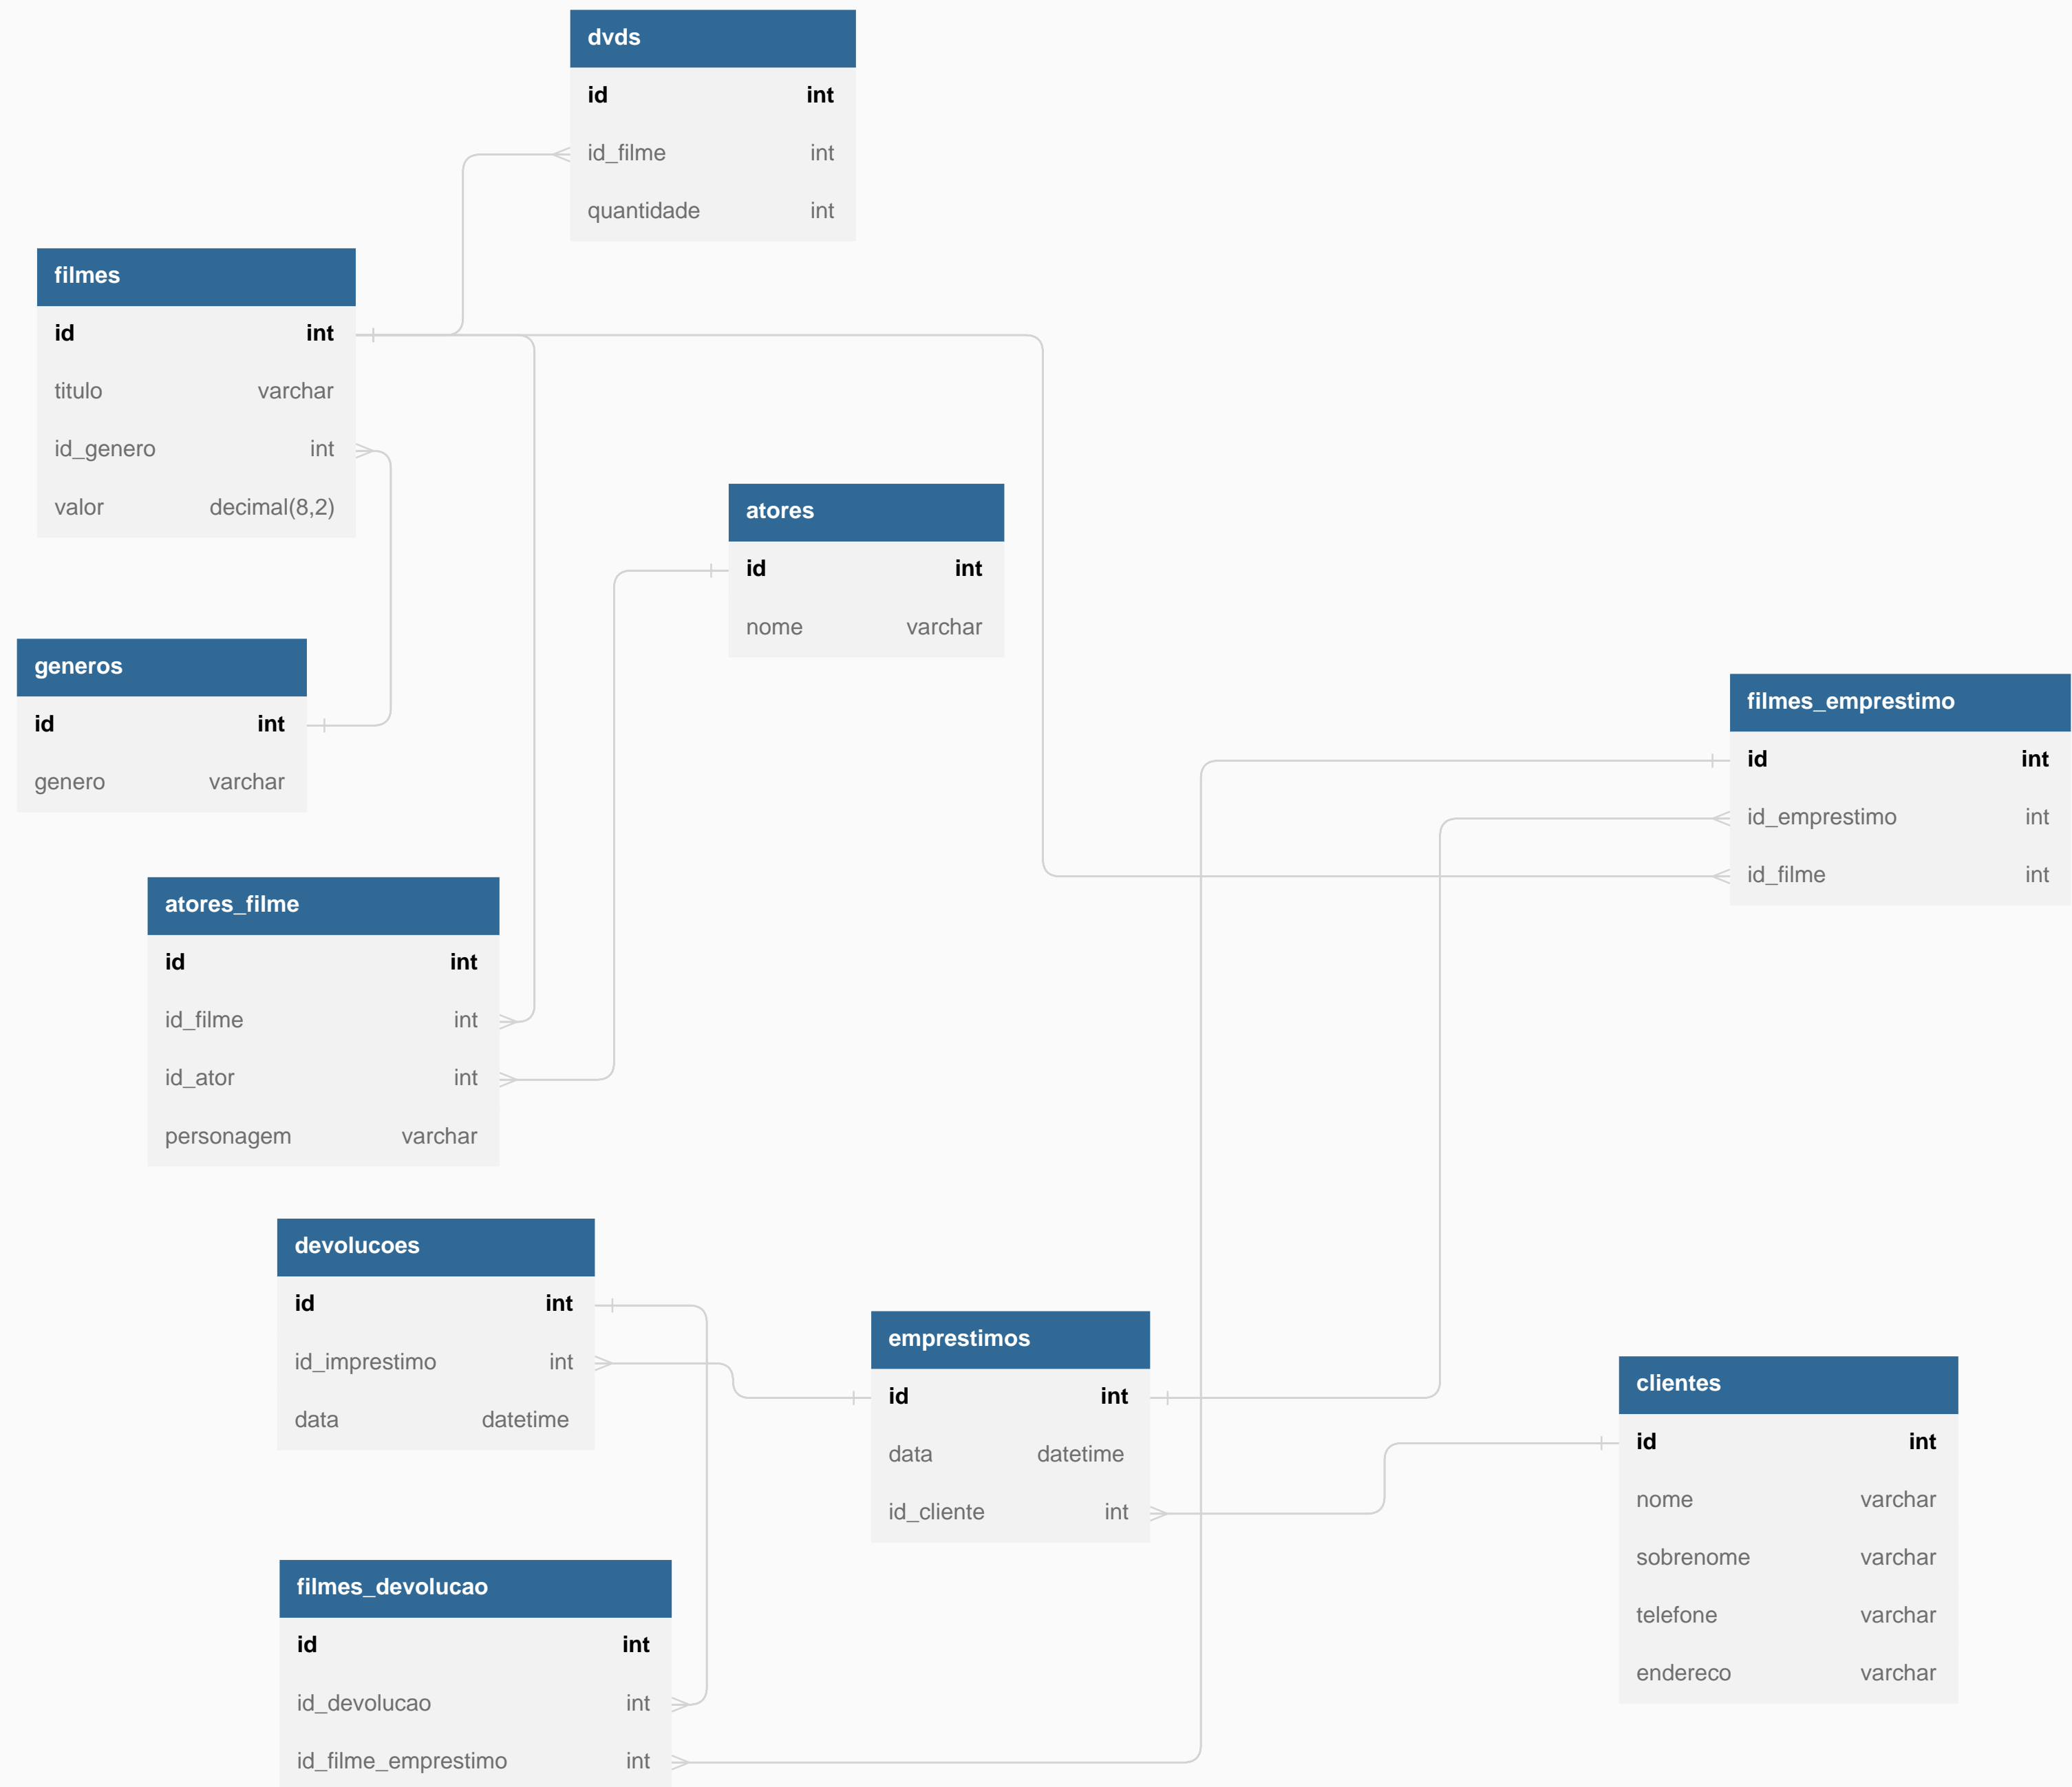 dvds
id int
id_filme int
quantidade int
filmes
id int
titulo varchar
id_genero int
valor decimal(8,2)
atores
id int
nome varchar
generos
id int
genero varchar
filmes_emprestimo
id int
id_emprestimo int
id_filme int
atores_filme
id int
id_filme int
id_ator int
personagem varchar
devolucoes
id int
id_imprestimo int
data datetime
emprestimos
id int
data datetime
id_cliente int
clientes
id int
nome varchar
sobrenome varchar
telefone varchar
endereco varchar
filmes_devolucao
id int
id_devolucao int
id_filme_emprestimo int